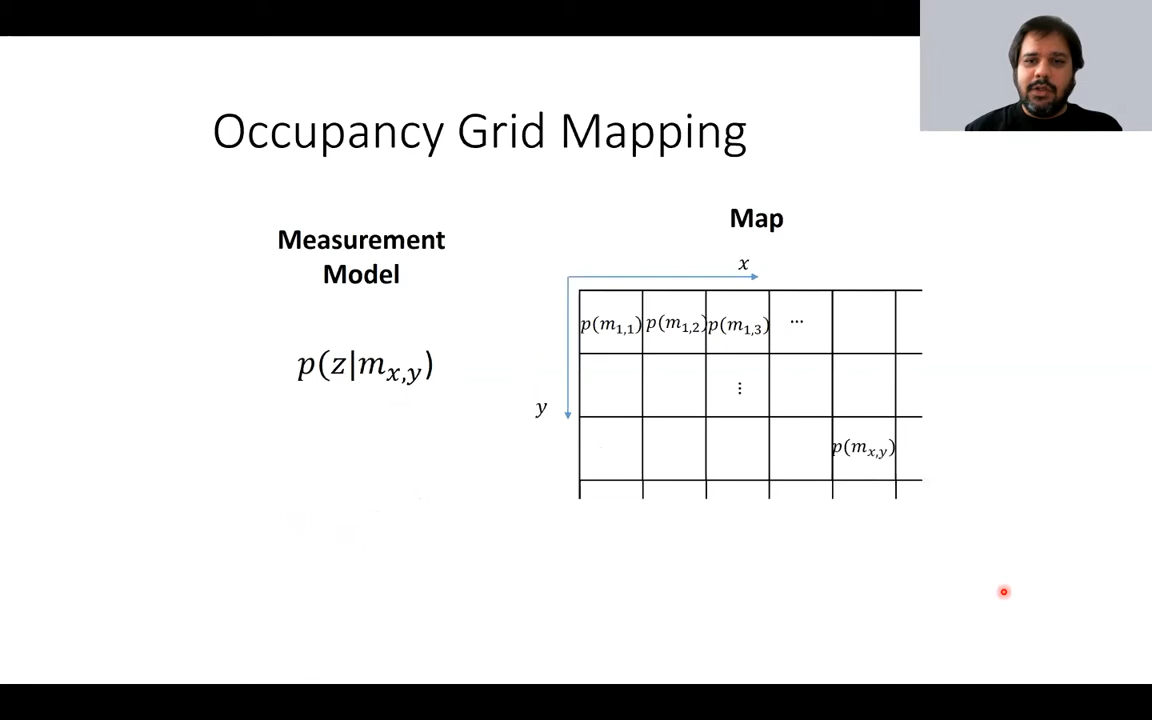 Occupancy Grid Mapping
Measurement
Model
p(z|m_{x,y})
Map
x
y
p(m_{1,1}) p(m_{1,2}) p(m_{1,3}) ⋯
⋮
p(m_{x,y})